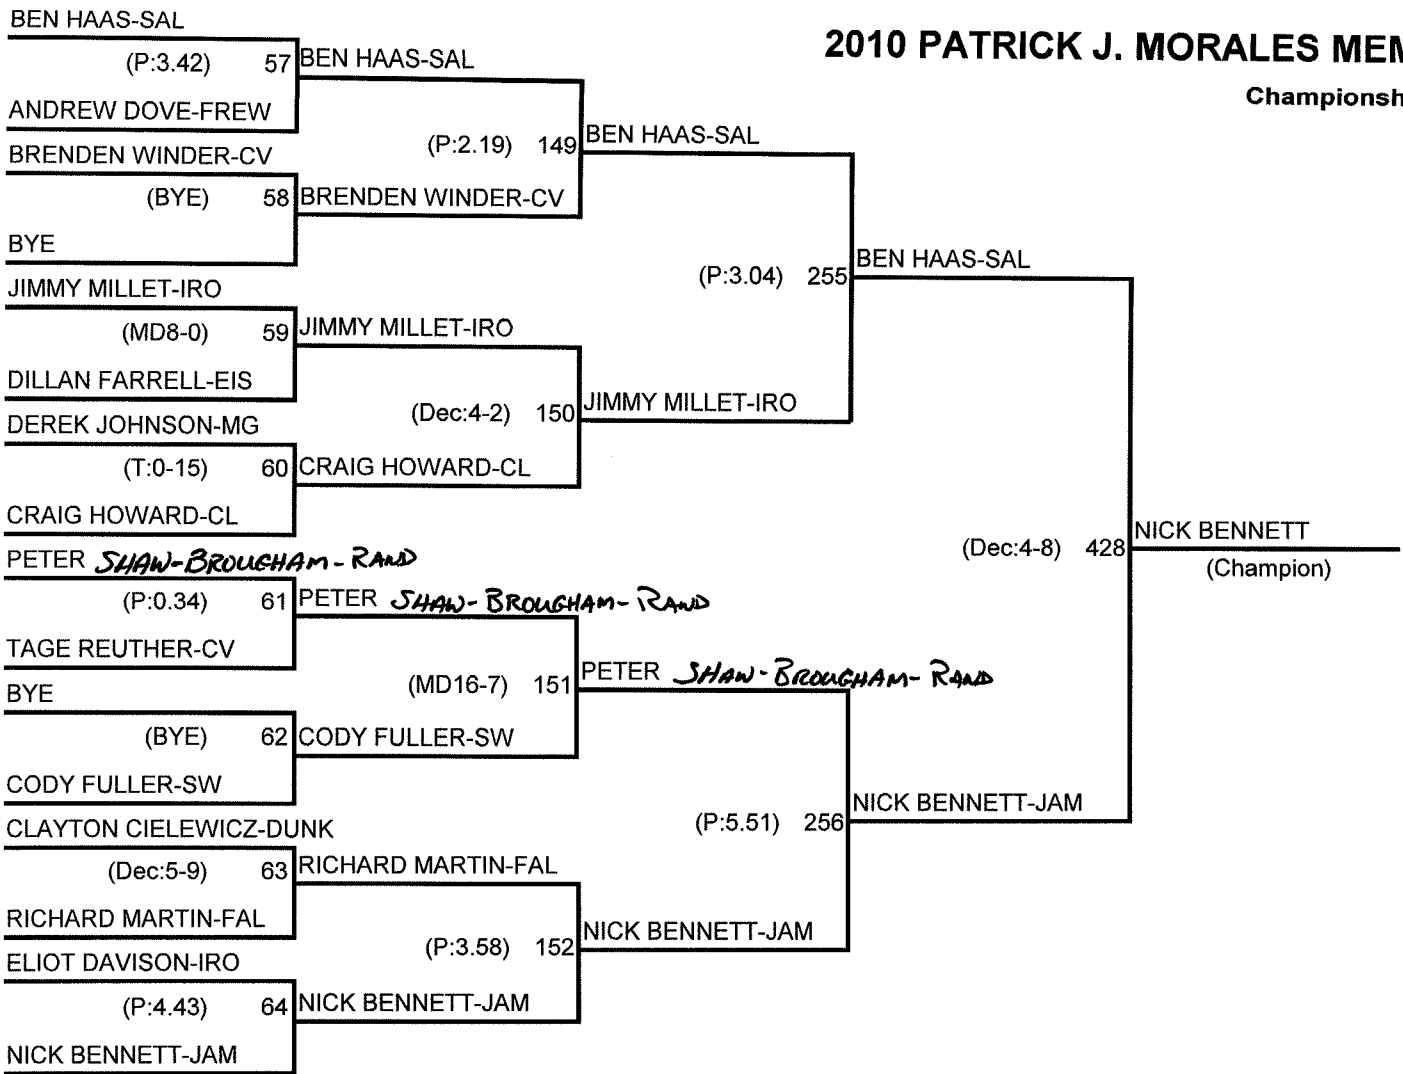 BEN HAAS-SAL
2010 PATRICK J. MORALES MEM
(P:3.42) 57 BEN HAAS-SAL
Championsh
ANDREW DOVE-FREW
(P:2.19) 149 BEN HAAS-SAL
BRENDEN WINDER-CV
(BYE) 58 BRENDEN WINDER-CV
BYE
(P:3.04) 255 BEN HAAS-SAL
JIMMY MILLET-IRO
(MD8-0) 59 JIMMY MILLET-IRO
DILLAN FARRELL-EIS
(Dec:4-2) 150 JIMMY MILLET-IRO
DEREK JOHNSON-MG
(T:0-15) 60 CRAIG HOWARD-CL
CRAIG HOWARD-CL
(Dec:4-8) 428 NICK BENNETT
(Champion)
PETER SHAW-BROUGHAM-RAND
(P:0.34) 61 PETER SHAW-BROUGHAM-RAND
TAGE REUTHER-CV
(MD16-7) 151 PETER SHAW-BROUGHAM-RAND
BYE
(BYE) 62 CODY FULLER-SW
CODY FULLER-SW
(P:5.51) 256 NICK BENNETT-JAM
CLAYTON CIELEWICZ-DUNK
(Dec:5-9) 63 RICHARD MARTIN-FAL
RICHARD MARTIN-FAL
(P:3.58) 152 NICK BENNETT-JAM
ELIOT DAVISON-IRO
(P:4.43) 64 NICK BENNETT-JAM
NICK BENNETT-JAM